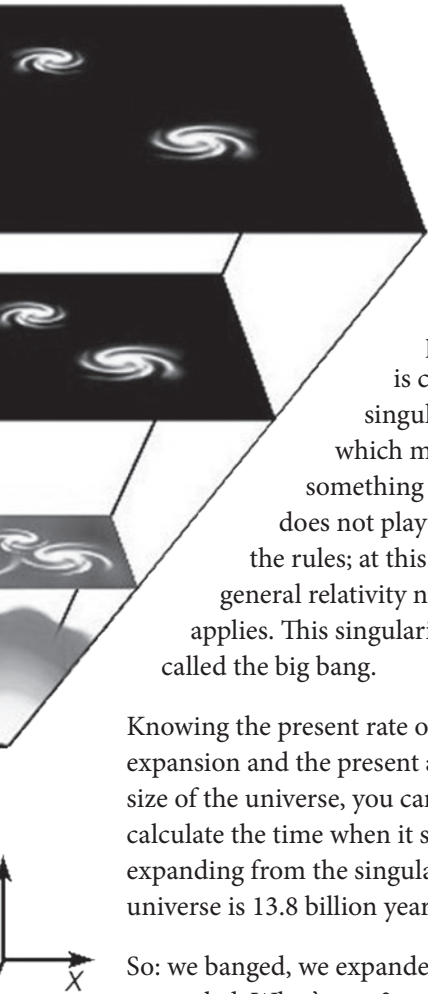 is
singul
which m
something
does not play
the rules; at this
general relativity n
applies. This singulari
called the big bang.
Knowing the present rate o
expansion and the present a
size of the universe, you can
calculate the time when it s
expanding from the singula
universe is 13.8 billion year
So: we banged, we expande
X